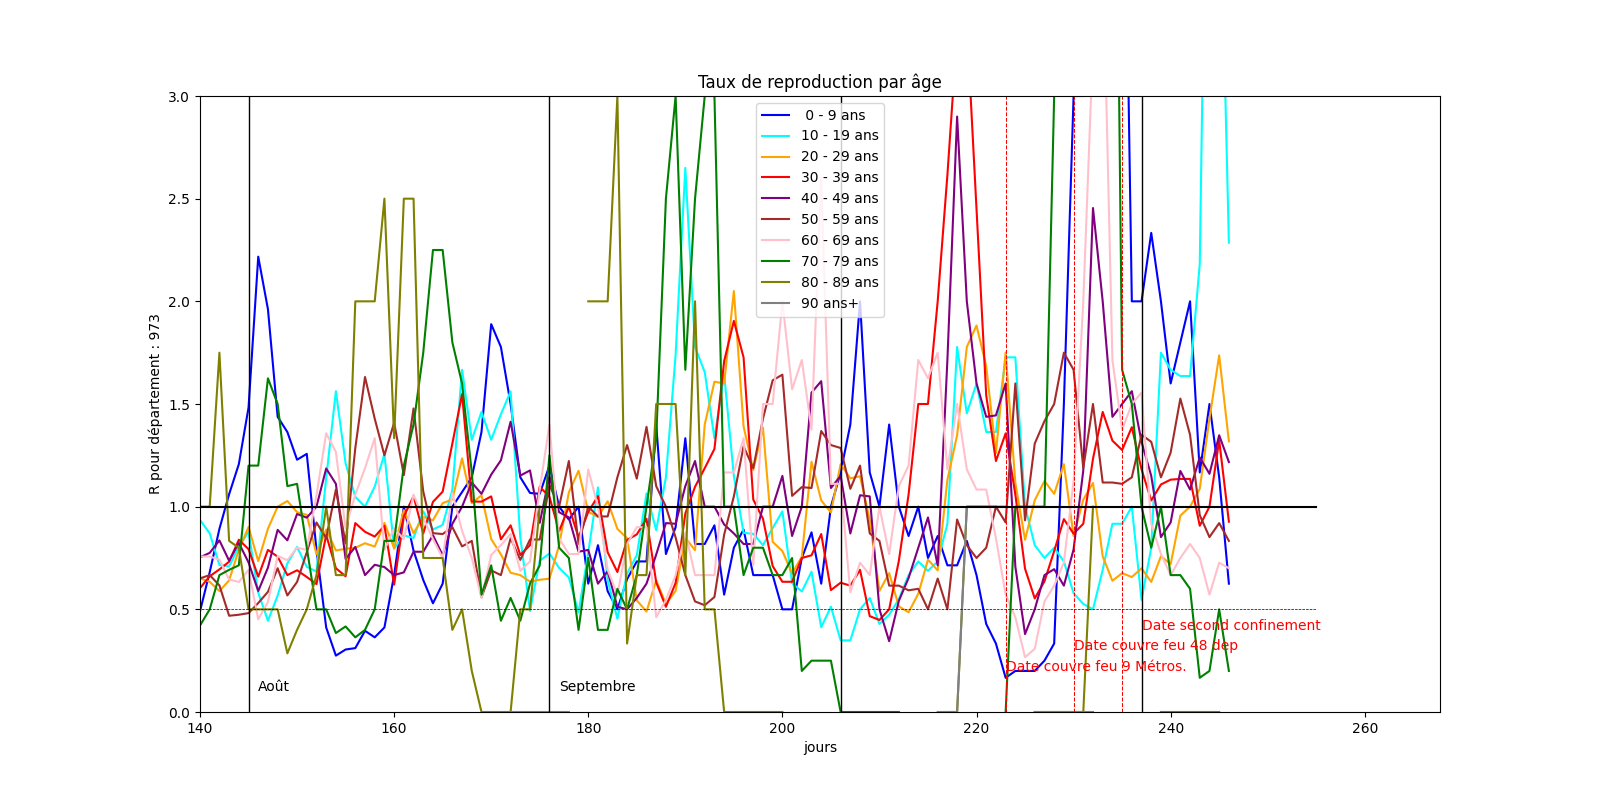 Taux de reproduction par âge
3.0
2.5
2.0
1.5
1.0
0.5
0.0
R pour département : 973
0 - 9 ans
10 - 19 ans
20 - 29 ans
30 - 39 ans
40 - 49 ans
50 - 59 ans
60 - 69 ans
70 - 79 ans
80 - 89 ans
90 ans+
Date second confinement
Date couvre feu 48 dep
Date couvre feu 9 Métros.
Août
Septembre
140 160 180 200 220 240 260
jours